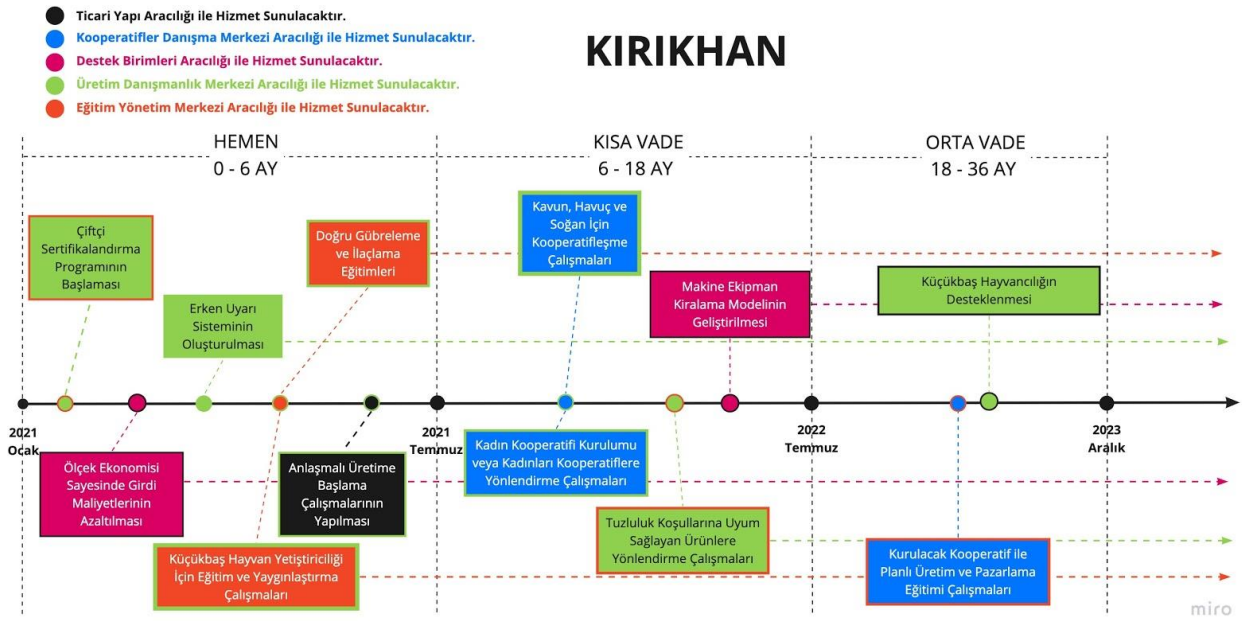 Ticari Yapı Aracılığı ile Hizmet Sunulacaktır.
Kooperatifler Danışma Merkezi Aracılığı ile Hizmet Sunulacaktır.
Destek Birimleri Aracılığı ile Hizmet Sunulacaktır.
Üretim Danışmanlık Merkezi Aracılığı ile Hizmet Sunulacaktır.
Eğitim Yönetim Merkezi Aracılığı ile Hizmet Sunulacaktır.
KIRIKHAN
HEMEN
0 - 6 AY
KISA VADE
6 - 18 AY
ORTA VADE
18 - 36 AY
Çiftçi
Sertifikalandırma
Programının
Başlaması
Erken Uyarı
Sisteminin
Oluşturulması
Doğru Gübreleme
ve İlaçlama
Eğitimleri
Kavun, Havuç ve
Soğan İçin
Kooperatifleşme
Çalışmaları
Makine Ekipman
Kiralama Modelinin
Geliştirilmesi
Küçükbaş Hayvancılığın
Desteklenmesi
2021
Ocak
2021
Temmuz
2022
Temmuz
2023
Aralık
Ölçek Ekonomisi
Sayesinde Girdi
Maliyetlerinin
Azaltılması
Anlaşmalı Üretime
Başlama
Çalışmalarının
Yapılması
Kadın Kooperatifi Kurulumu
veya Kadınları Kooperatiflere
Yönlendirme Çalışmaları
Küçükbaş Hayvan Yetiştiriciliği
İçin Eğitim ve Yaygınlaştırma
Çalışmaları
Tuzluluk Koşullarına Uyum
Sağlayan Ürünlere
Yönlendirme Çalışmaları
Kurulacak Kooperatif ile
Planlı Üretim ve Pazarlama
Eğitimi Çalışmaları
miro